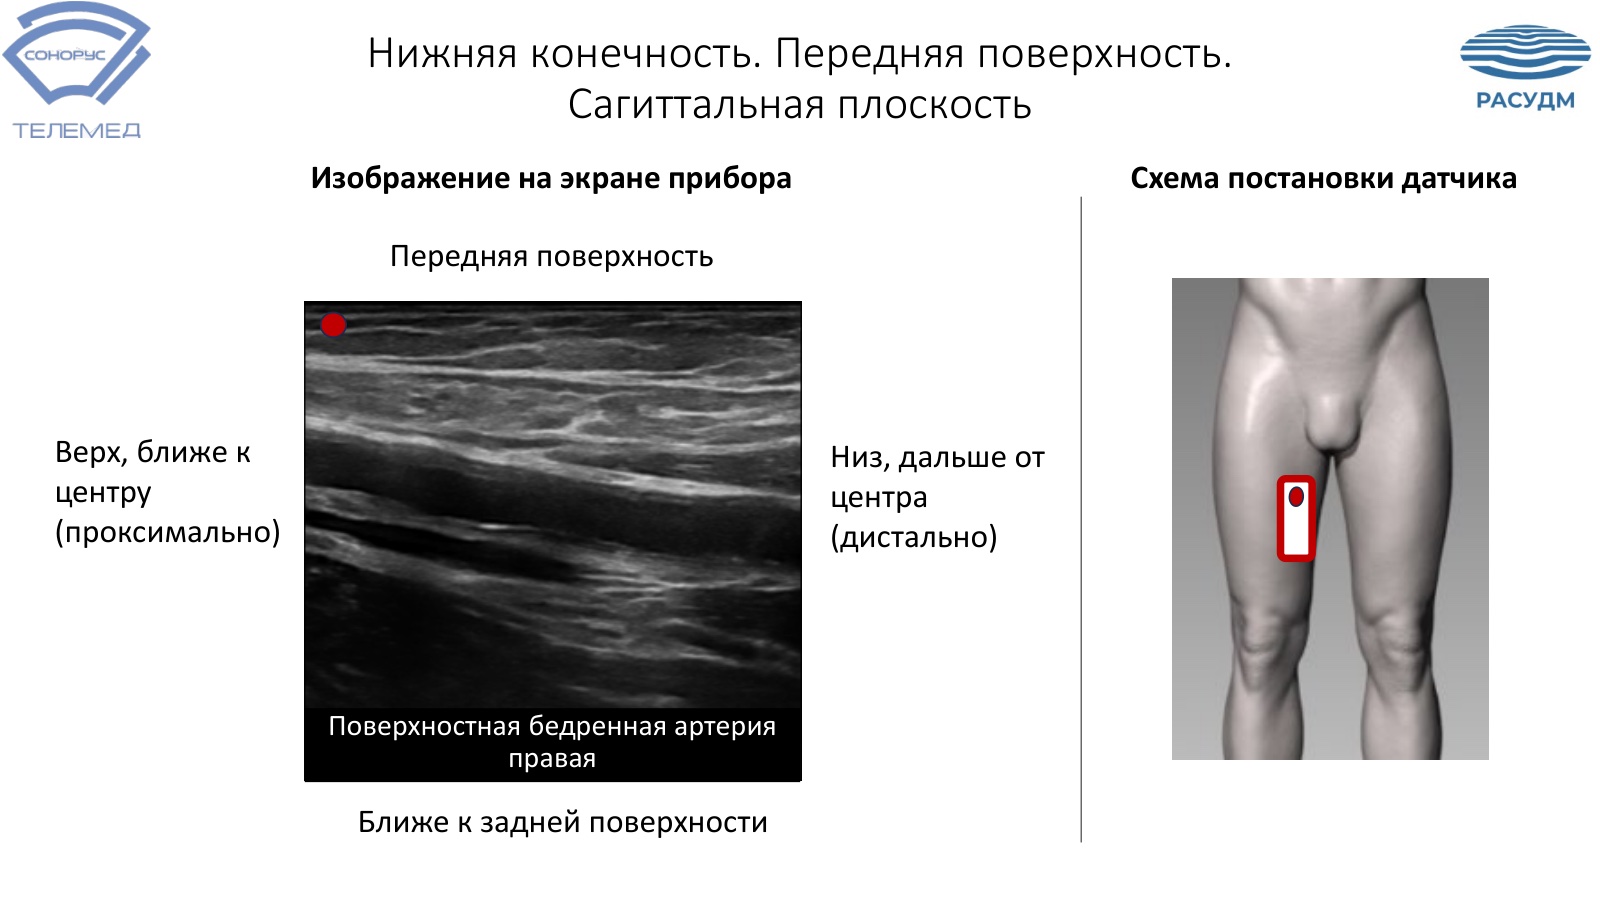 СОНОРУС
ТЕЛЕМЕД
Нижняя конечность. Передняя поверхность.
Сагиттальная плоскость
РАСУДМ
Изображение на экране прибора
Схема постановки датчика
Передняя поверхность
Верх, ближе к
центру
(проксимально)
Низ, дальше от
центра
(дистально)
Поверхностная бедренная артерия
правая
Ближе к задней поверхности